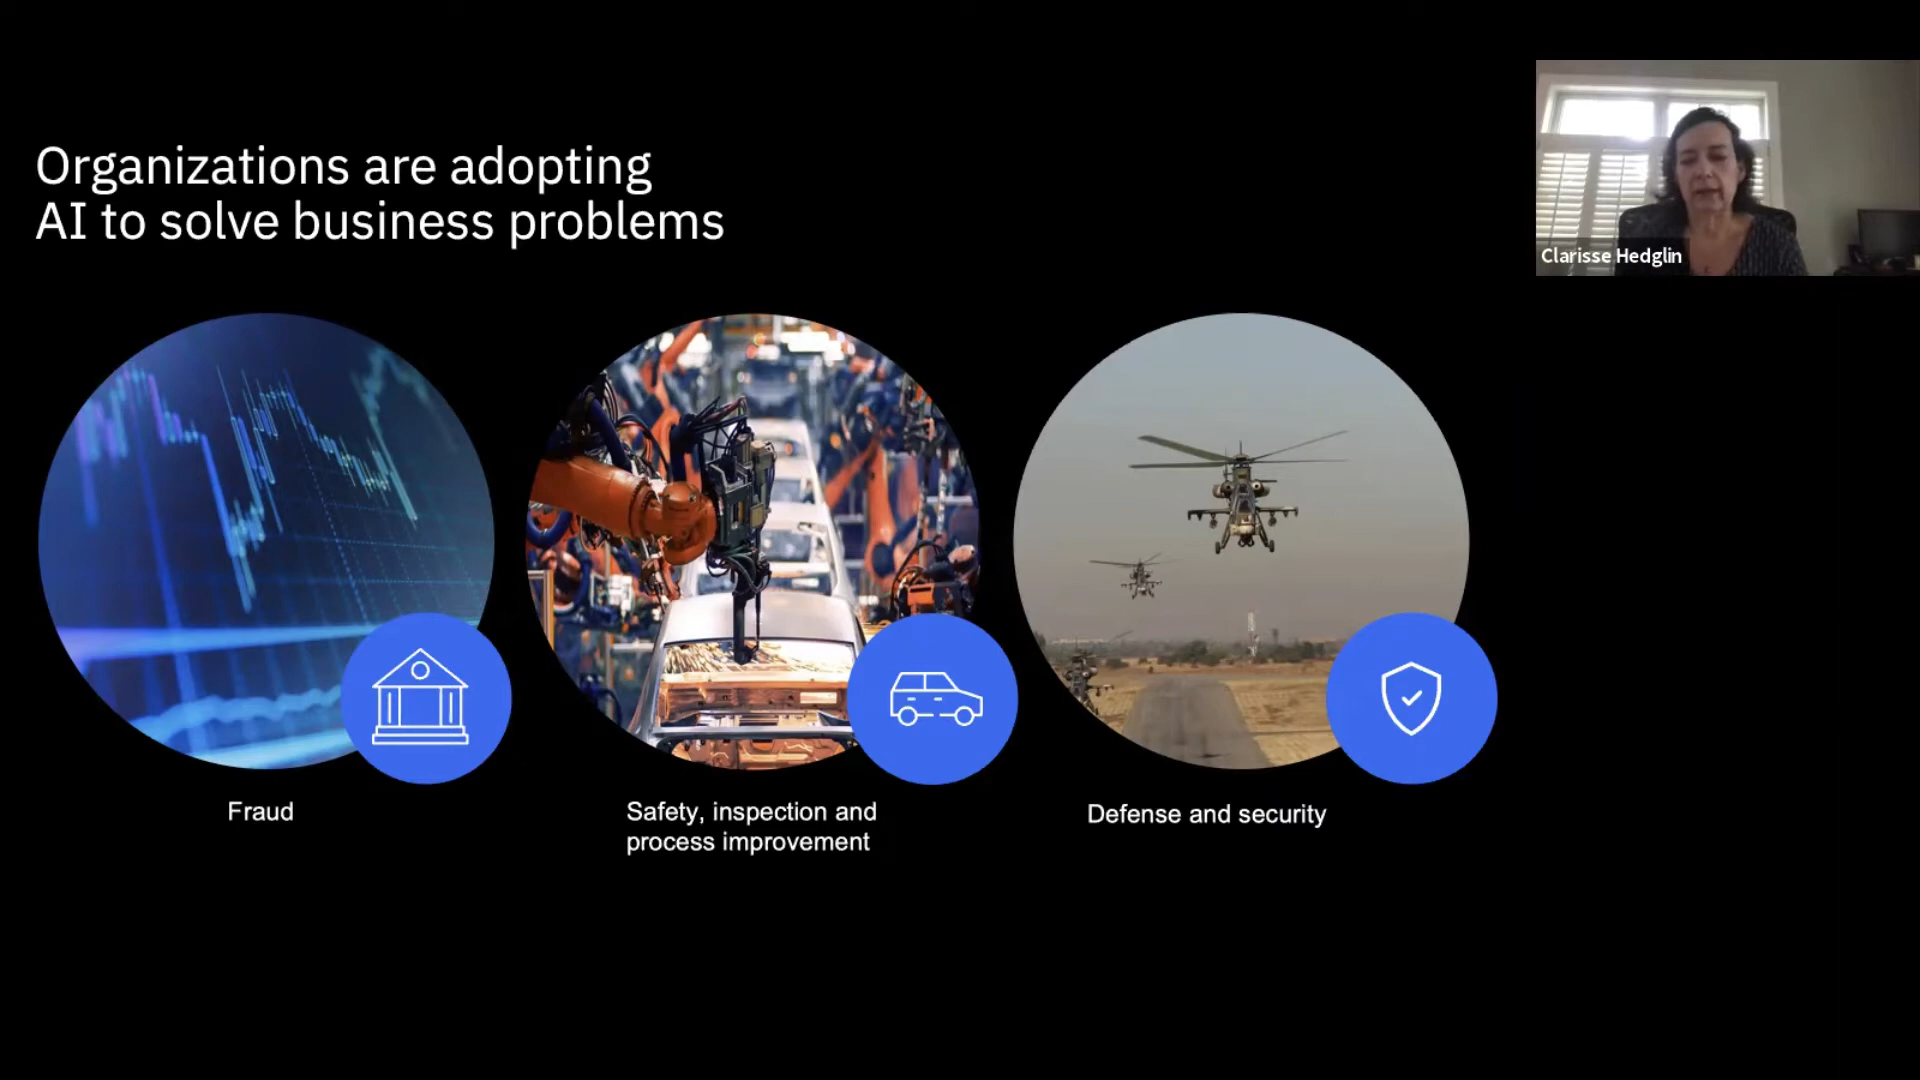 Organizations are adopting
AI to solve business problems
Clarisse Hedglin
Fraud
Safety, inspection and
process improvement
Defense and security